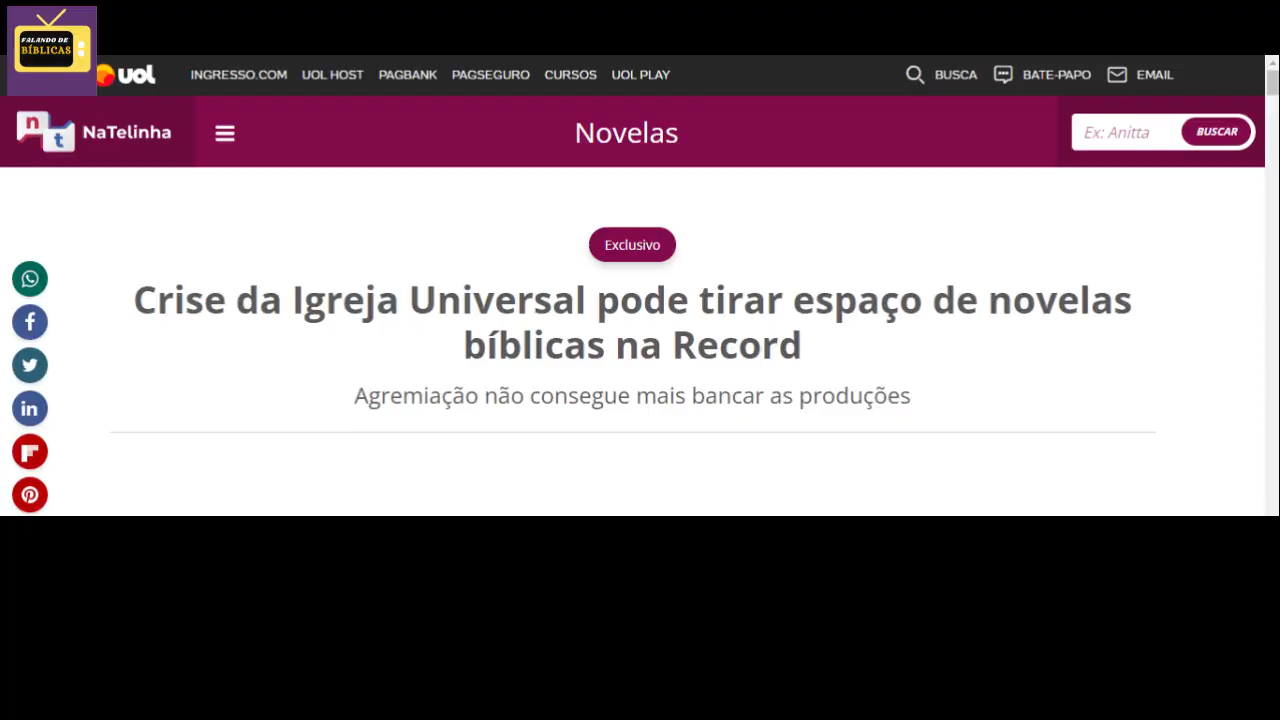 FALANDO DE
BÍBLICAS
uol
INGRESSO.COM UOL HOST PAGBANK PAGSEGURO CURSOS UOL PLAY
BUSCA BATE-PAPO EMAIL
n t NaTelinha
Novelas
Ex: Anitta BUSCAR
Exclusivo
Crise da Igreja Universal pode tirar espaço de novelas
bíblicas na Record
Agremiação não consegue mais bancar as produções